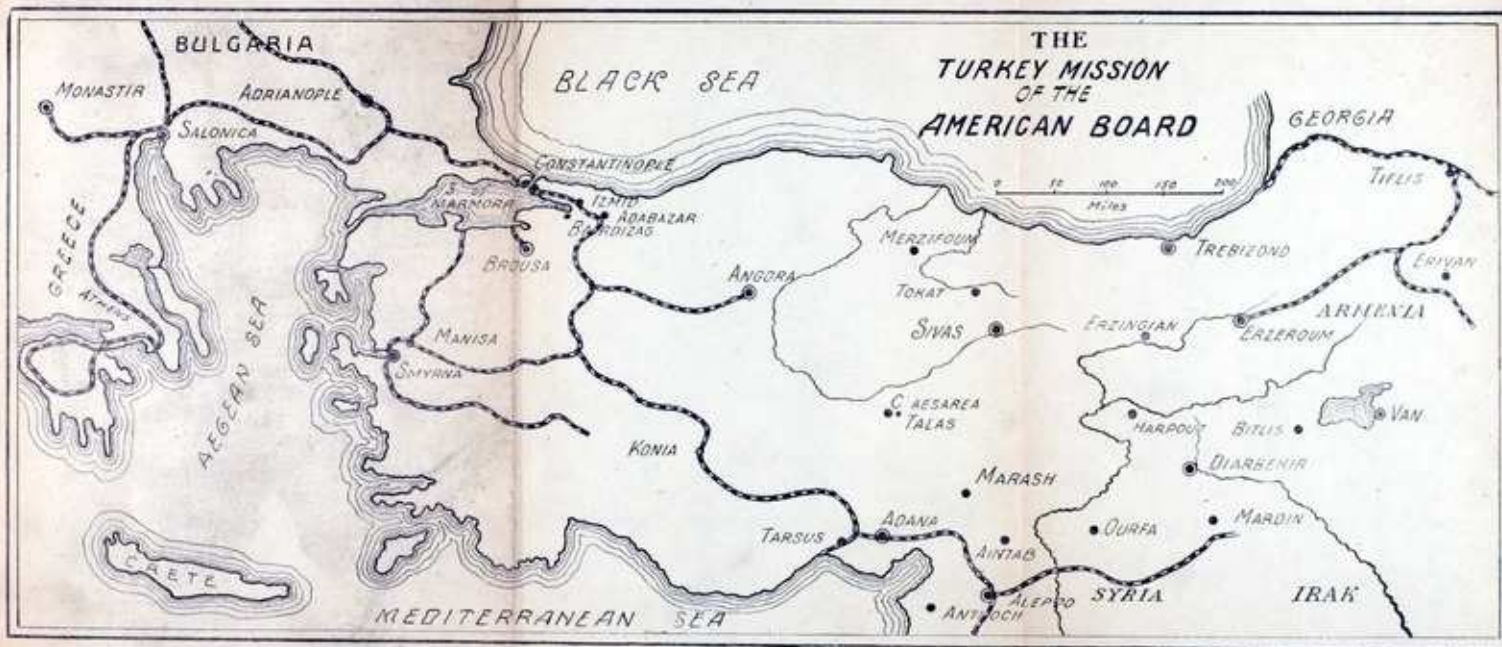 THE
TURKEY MISSION
OF THE
AMERICAN BOARD
BULGARIA
BLACK SEA
GEORGIA
MONASTIR
ADRIANOPLE
SALONICA
CONSTANTINOPLE
0 50 100 150 200
Miles
TIFLIS
S. OF
MARMORA
IZMID
ADABAZAR
BARDIZAG
BROUSA
MERZIFOUN
TREBIZOND
ERIVAN
GREECE
ATHENS
AEGEAN SEA
ANGORA
TOKAT
SIVAS
ERZINGIAN
ERZEROUM
ARMENIA
MANISA
SMYRNA
CAESAREA
TALAS
HARPOUT
BITLIS
VAN
KONIA
DIARBEKIR
MARASH
TARSUS
ADANA
AINTAB
OURFA
MARDIN
CRETE
ANTIOCH
ALEPPO
SYRIA
IRAK
MEDITERRANEAN SEA